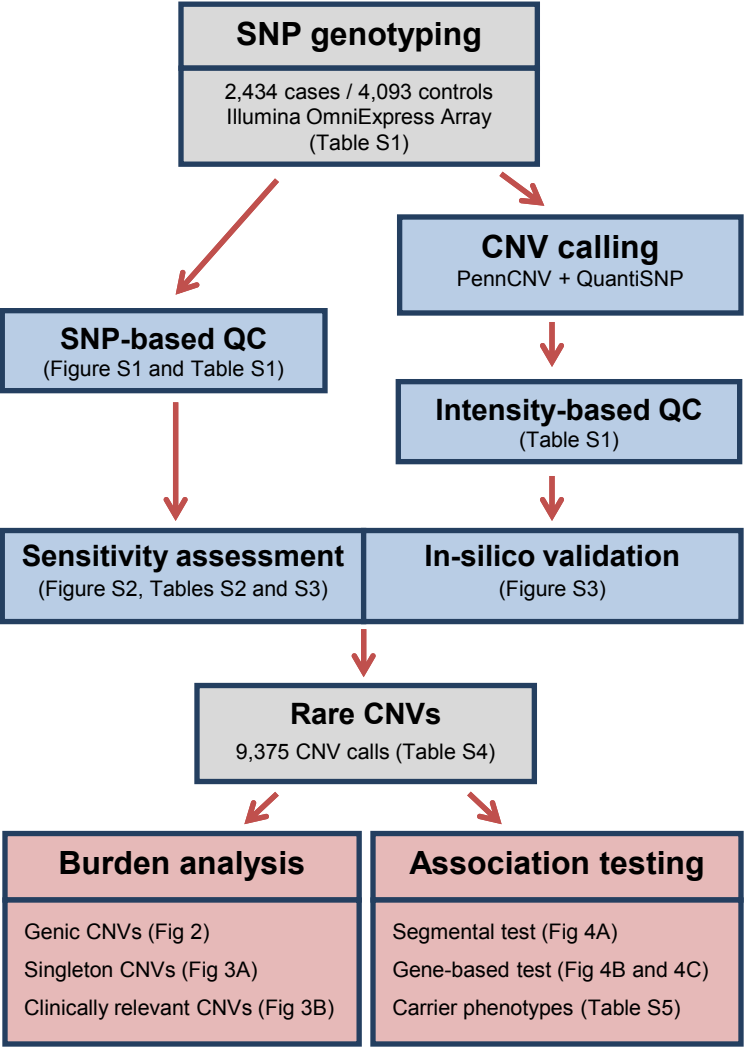 SNP genotyping
2,434 cases / 4,093 controls
Illumina OmniExpress Array
(Table S1)
CNV calling
PennCNV + QuantiSNP
SNP-based QC
(Figure S1 and Table S1)
Intensity-based QC
(Table S1)
Sensitivity assessment
(Figure S2, Tables S2 and S3)
In-silico validation
(Figure S3)
Rare CNVs
9,375 CNV calls (Table S4)
Burden analysis
Genic CNVs (Fig 2)
Singleton CNVs (Fig 3A)
Clinically relevant CNVs (Fig 3B)
Association testing
Segmental test (Fig 4A)
Gene-based test (Fig 4B and 4C)
Carrier phenotypes (Table S5)